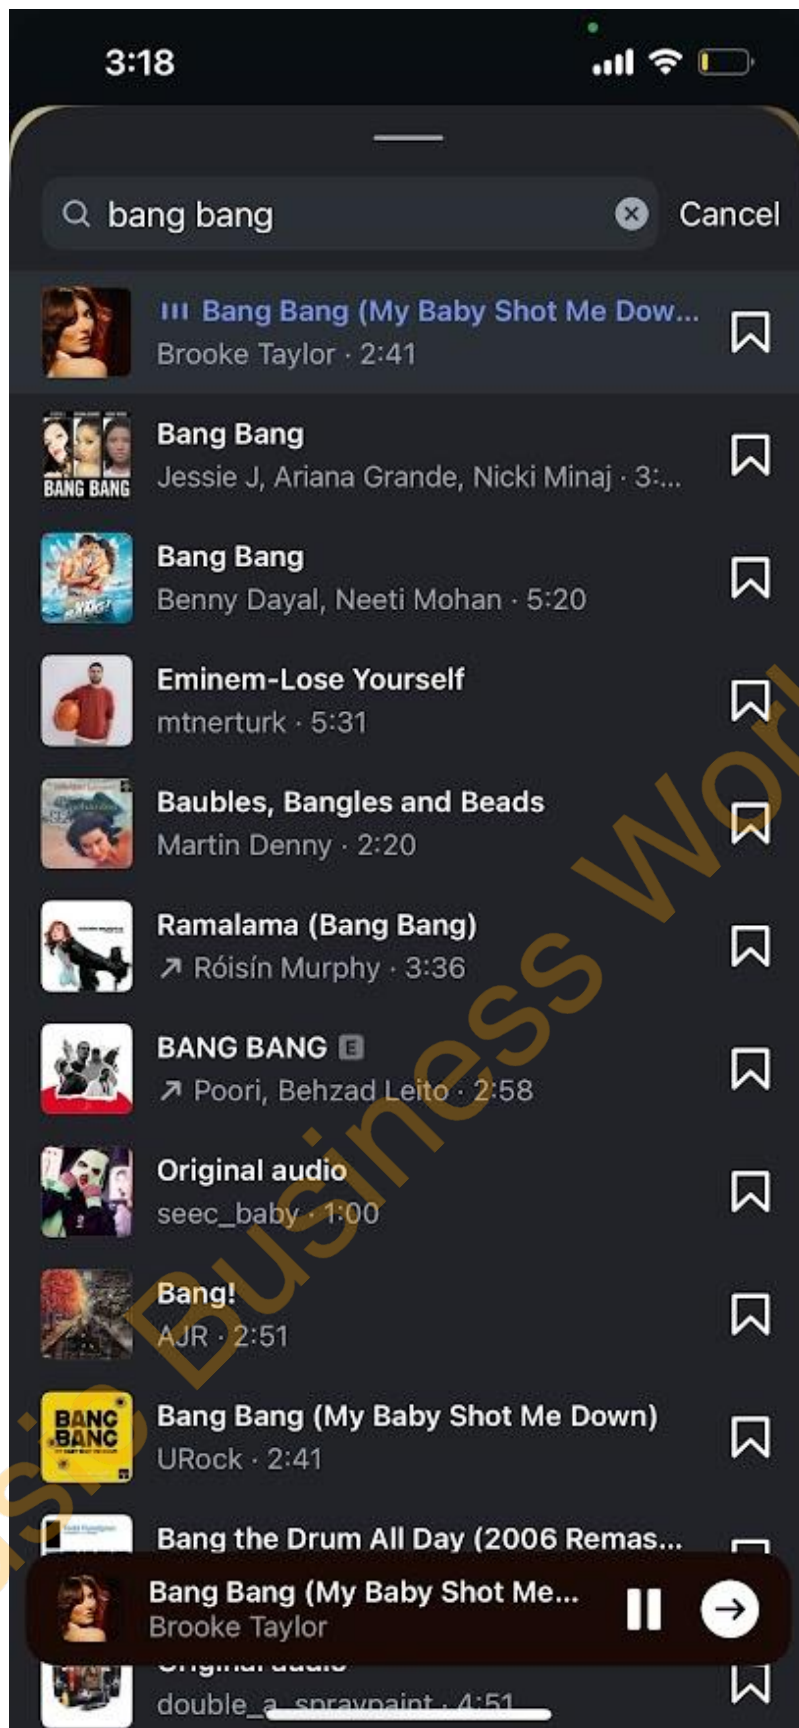 3:18
bang bang
Cancel
Bang Bang (My Baby Shot Me Dow...
Brooke Taylor · 2:41
BANG BANG
Bang Bang
Jessie J, Ariana Grande, Nicki Minaj · 3:...
Bang Bang
Benny Dayal, Neeti Mohan · 5:20
Eminem-Lose Yourself
mtnerturk · 5:31
Baubles, Bangles and Beads
Martin Denny · 2:20
Ramalama (Bang Bang)
Róisín Murphy · 3:36
BANG BANG E
Poori, Behzad Leito · 2:58
Original audio
seec_baby · 1:00
Bang!
AJR · 2:51
BANG
BANG
Bang Bang (My Baby Shot Me Down)
URock · 2:41
Bang the Drum All Day (2006 Remas...
Bang Bang (My Baby Shot Me...
Brooke Taylor
Original audio
double_a_spraypaint · 4:51
Business